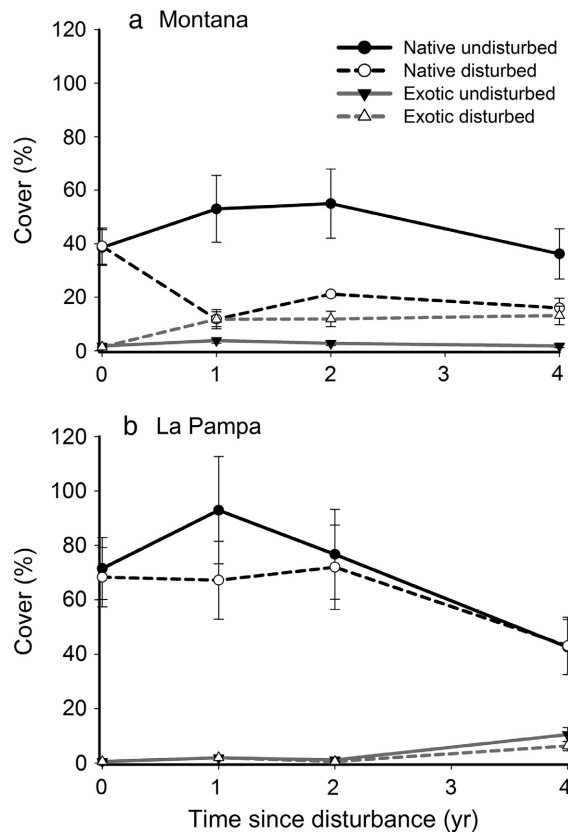 a Montana
120
100
80
60
40
20
0
Cover (%)
Native undisturbed
Native disturbed
Exotic undisturbed
Exotic disturbed
0 1 2 3 4
b La Pampa
120
100
80
60
40
20
0
Cover (%)
0 1 2 3 4
Time since disturbance (yr)